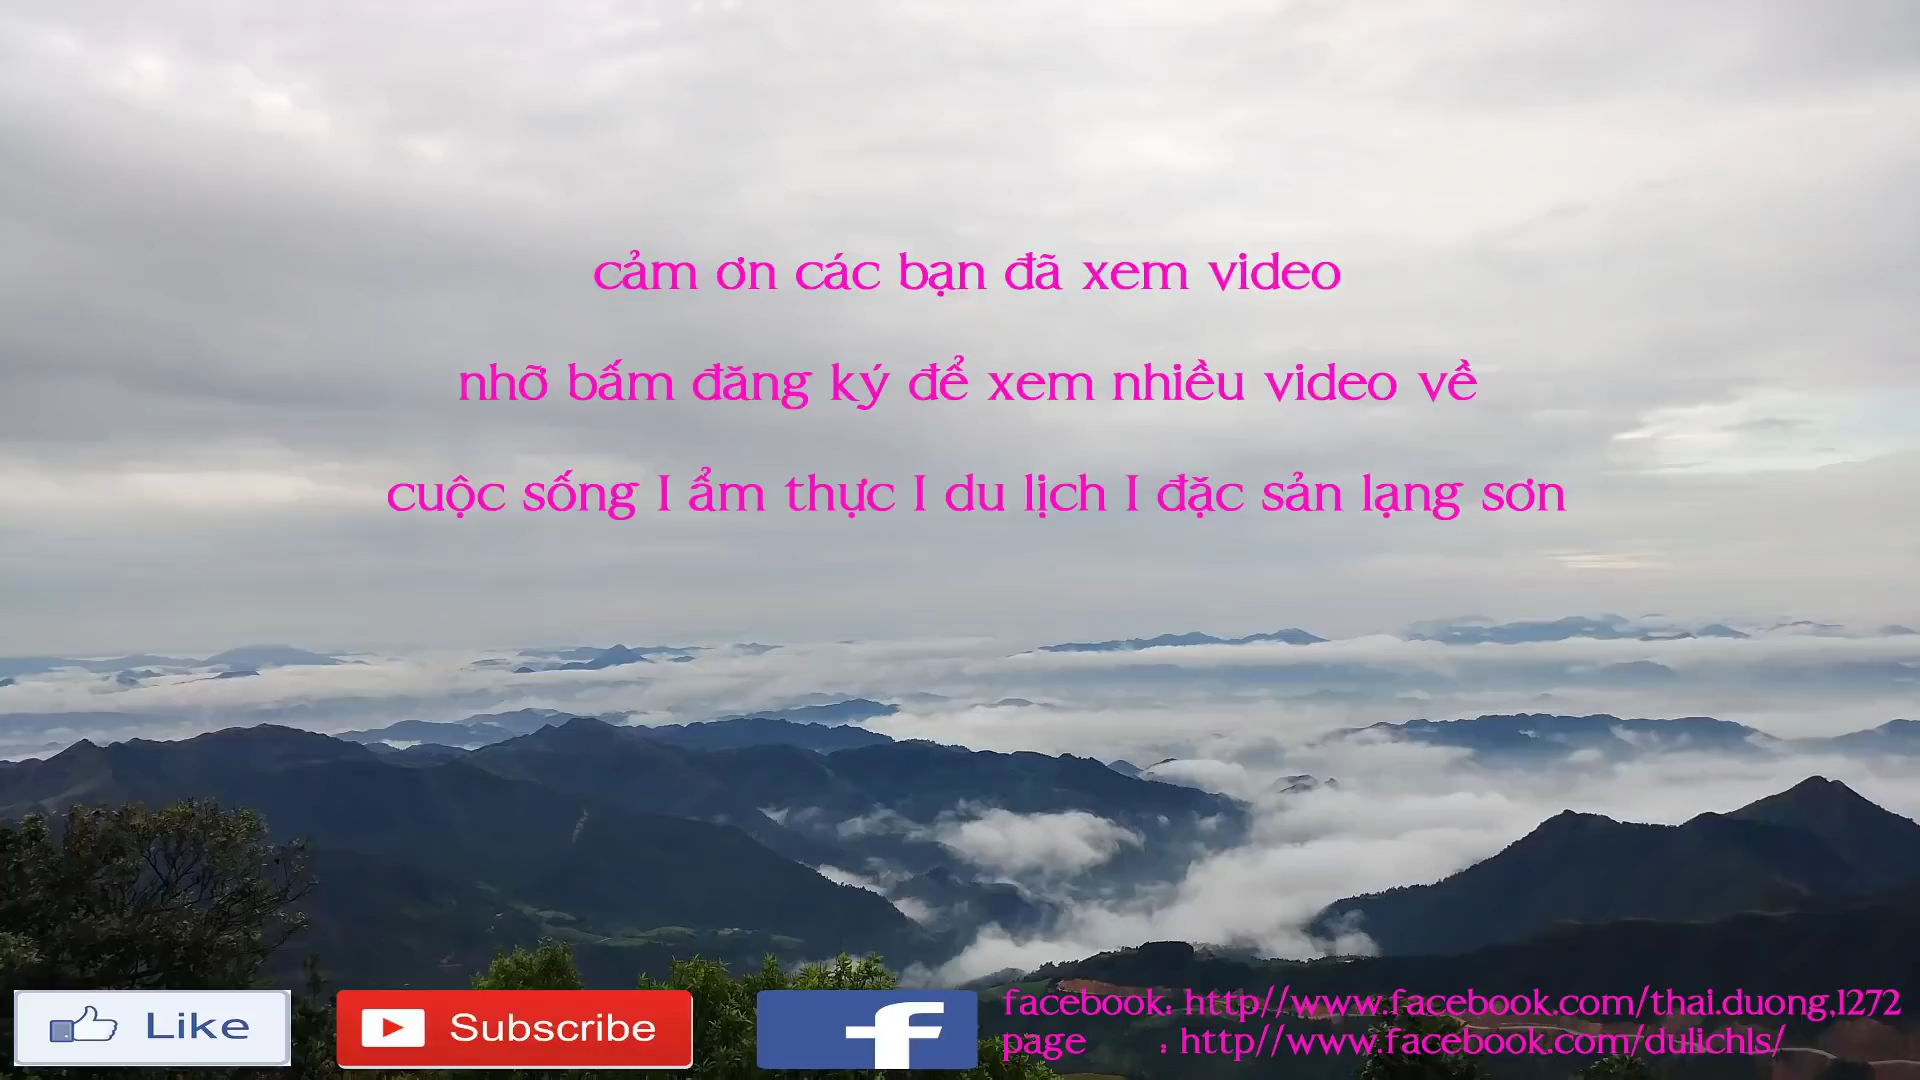 cảm ơn các bạn đã xem video
nhỡ bấm đăng ký để xem nhiều video về
cuộc sống I ẩm thực I du lịch I đặc sản lạng sơn
Like
Subscribe
f
facebook: http//www.facebook.com/thai.duong,1272
page : http//www.facebook.com/dulichls/